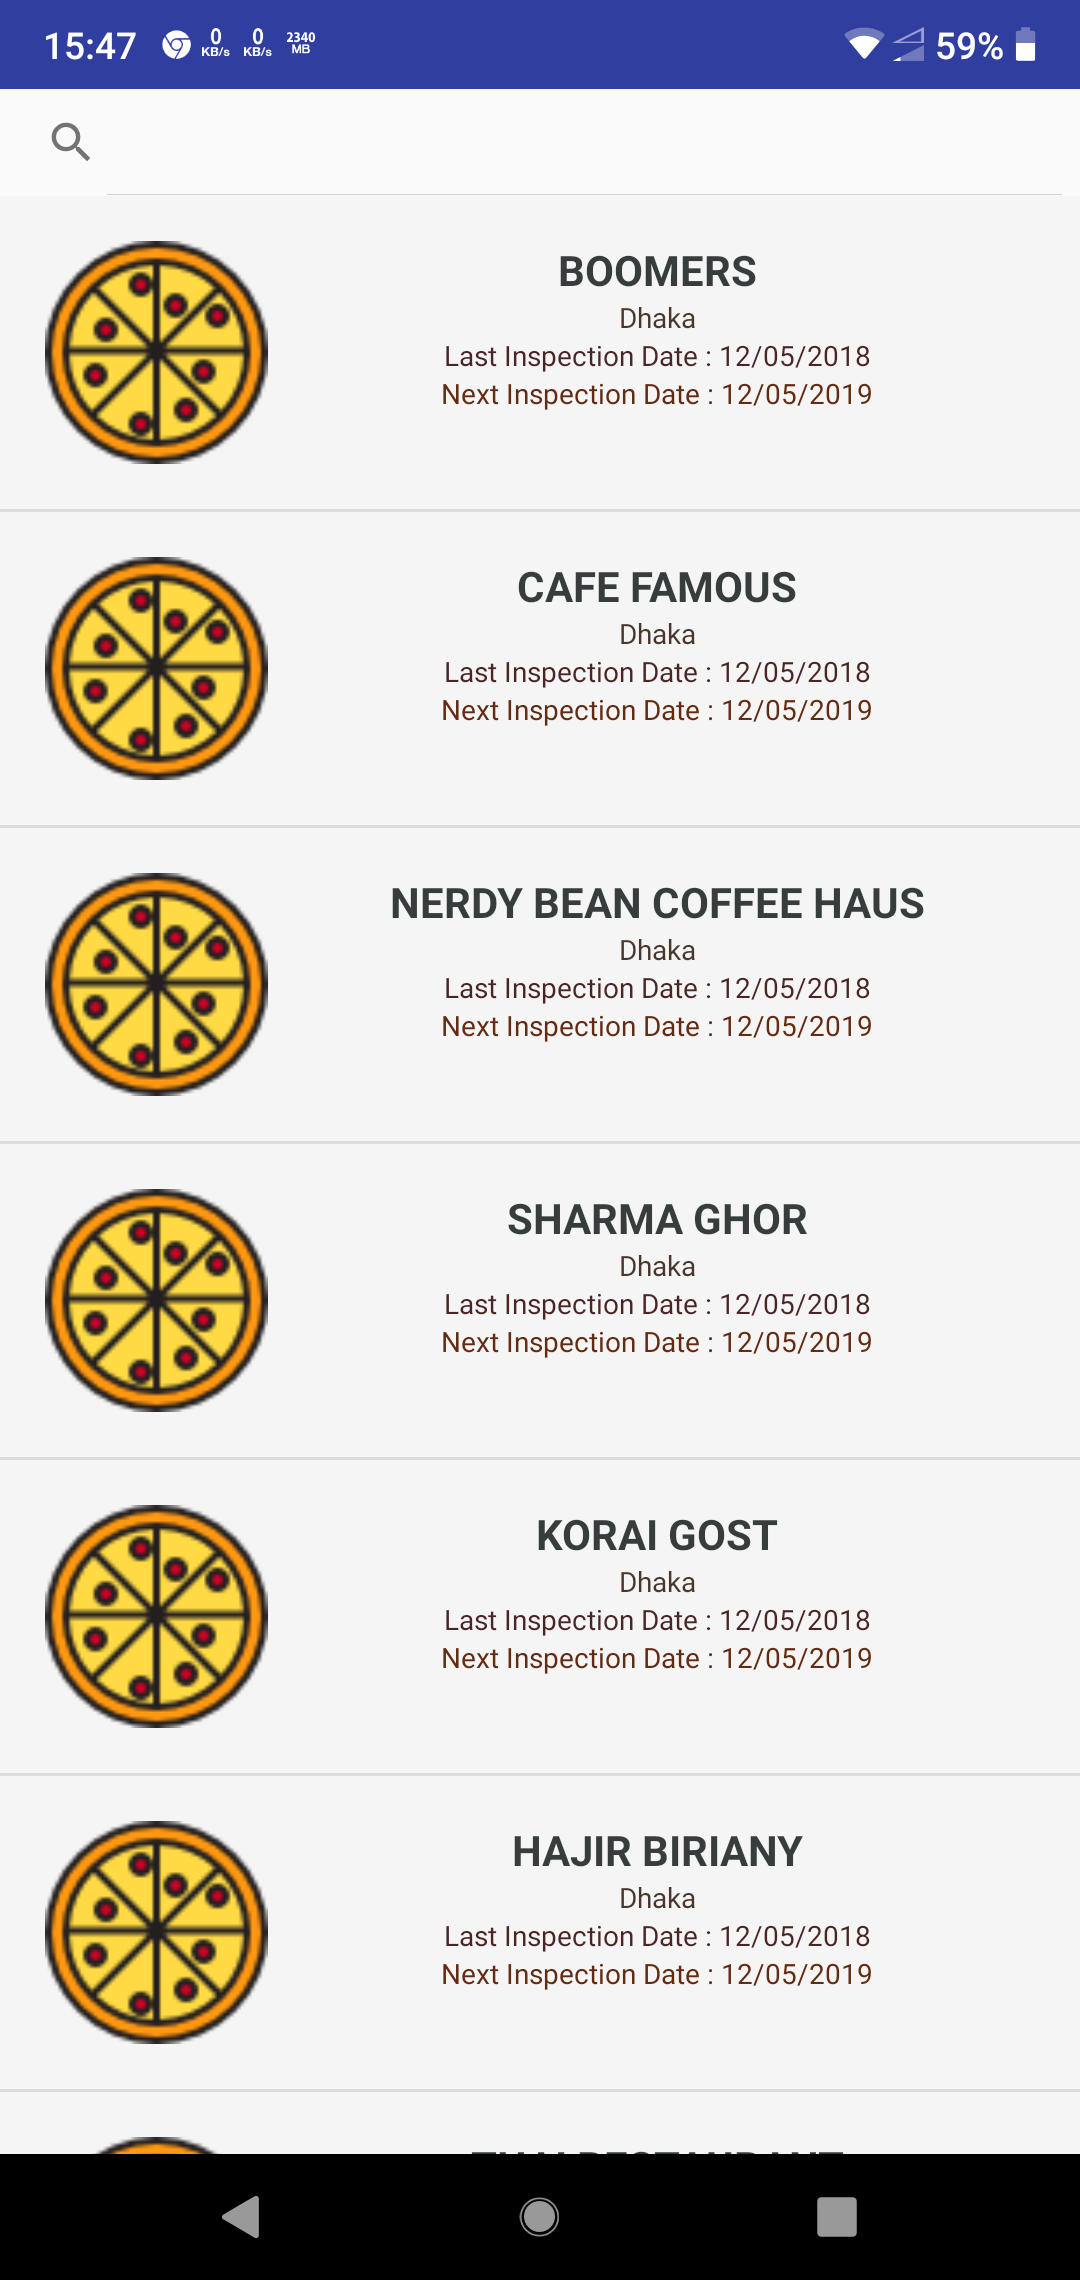 15:47
0 KB/s
0 KB/s
2340 MB
59%
BOOMERS
Dhaka
Last Inspection Date : 12/05/2018
Next Inspection Date : 12/05/2019
CAFE FAMOUS
Dhaka
Last Inspection Date : 12/05/2018
Next Inspection Date : 12/05/2019
NERDY BEAN COFFEE HAUS
Dhaka
Last Inspection Date : 12/05/2018
Next Inspection Date : 12/05/2019
SHARMA GHOR
Dhaka
Last Inspection Date : 12/05/2018
Next Inspection Date : 12/05/2019
KORAI GOST
Dhaka
Last Inspection Date : 12/05/2018
Next Inspection Date : 12/05/2019
HAJIR BIRIANY
Dhaka
Last Inspection Date : 12/05/2018
Next Inspection Date : 12/05/2019